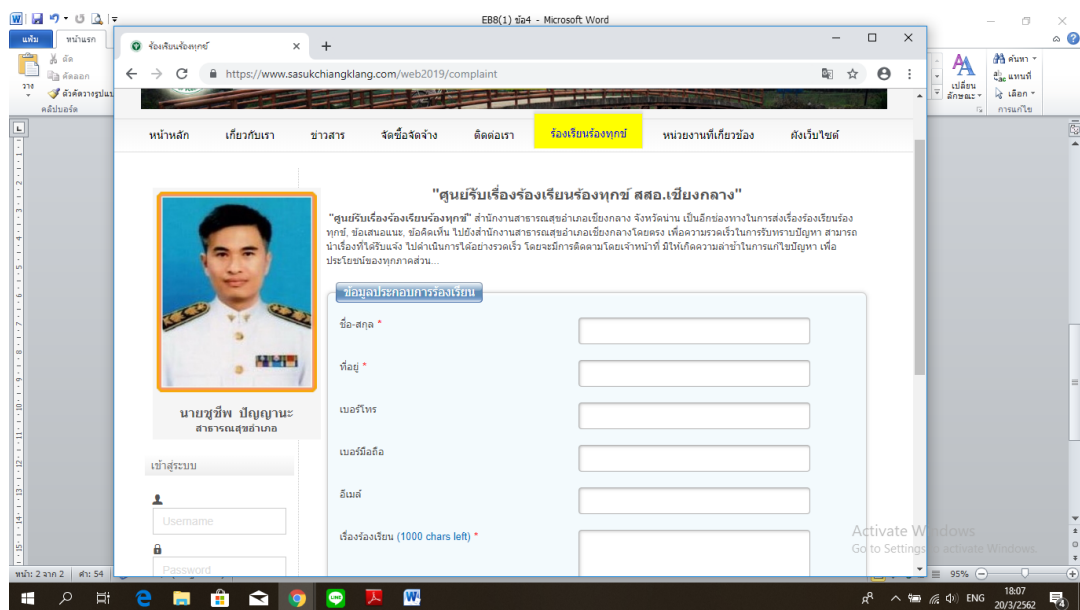 EB8(1) ข้อ4 - Microsoft Word
แฟ้ม หน้าแรก
ตัด
คัดลอก
วาง
ตัวคัดวางรูปแบ
คลิปบอร์ด
ค้นหา
แทนที่
เปลี่ยน
ลักษณะ
เลือก
การแก้ไข
ร้องเรียนร้องทุกข์
https://www.sasukchiangklang.com/web2019/complaint
หน้าหลัก เกี่ยวกับเรา ข่าวสาร จัดซื้อจัดจ้าง ติดต่อเรา ร้องเรียนร้องทุกข์ หน่วยงานที่เกี่ยวข้อง ผังเว็บไซต์
"ศูนย์รับเรื่องร้องเรียนร้องทุกข์ สสอ.เชียงกลาง"
"ศูนย์รับเรื่องร้องเรียนร้องทุกข์" สำนักงานสาธารณสุขอำเภอเชียงกลาง จังหวัดน่าน เป็นอีกช่องทางในการส่งเรื่องร้องเรียนร้อง
ทุกข์, ข้อเสนอแนะ, ข้อคิดเห็น ไปยังสำนักงานสาธารณสุขอำเภอเชียงกลางโดยตรง เพื่อความรวดเร็วในการรับทราบปัญหา สามารถ
นำเรื่องที่ได้รับแจ้ง ไปดำเนินการได้อย่างรวดเร็ว โดยจะมีการติดตามโดยเจ้าหน้าที่ มิให้เกิดความล่าช้าในการแก้ไขปัญหา เพื่อ
ประโยชน์ของทุกภาคส่วน...
ข้อมูลประกอบการร้องเรียน
ชื่อ-สกุล *
ที่อยู่ *
เบอร์โทร
เบอร์มือถือ
อีเมล์
เรื่องร้องเรียน (1000 chars left) *
นายชูชีพ ปัญญานะ
สาธารณสุขอำเภอ
เข้าสู่ระบบ
Username
Password
Activate Windows
Go to Settings to activate Windows.
หน้า: 2 จาก 2 คำ: 54
95%
ENG
18:07
20/3/2562